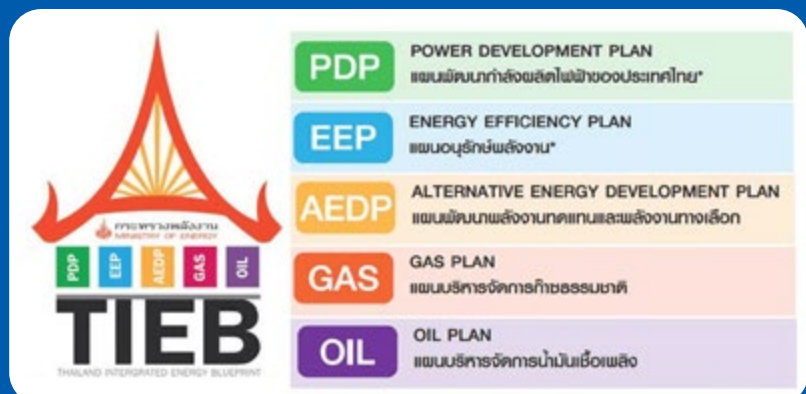 กระทรวงพลังงาน
MINISTRY OF ENERGY
PDP
EEP
AEDP
GAS
OIL
TIEB
THAILAND INTERGRATED ENERGY BLUEPRINT
PDP
POWER DEVELOPMENT PLAN
แผนพัฒนากำลังผลิตไฟฟ้าของประเทศไทย*
EEP
ENERGY EFFICIENCY PLAN
แผนอนุรักษ์พลังงาน*
AEDP
ALTERNATIVE ENERGY DEVELOPMENT PLAN
แผนพัฒนาพลังงานทดแทนและพลังงานทางเลือก
GAS
GAS PLAN
แผนบริหารจัดการก๊าซธรรมชาติ
OIL
OIL PLAN
แผนบริหารจัดการน้ำมันเชื้อเพลิง